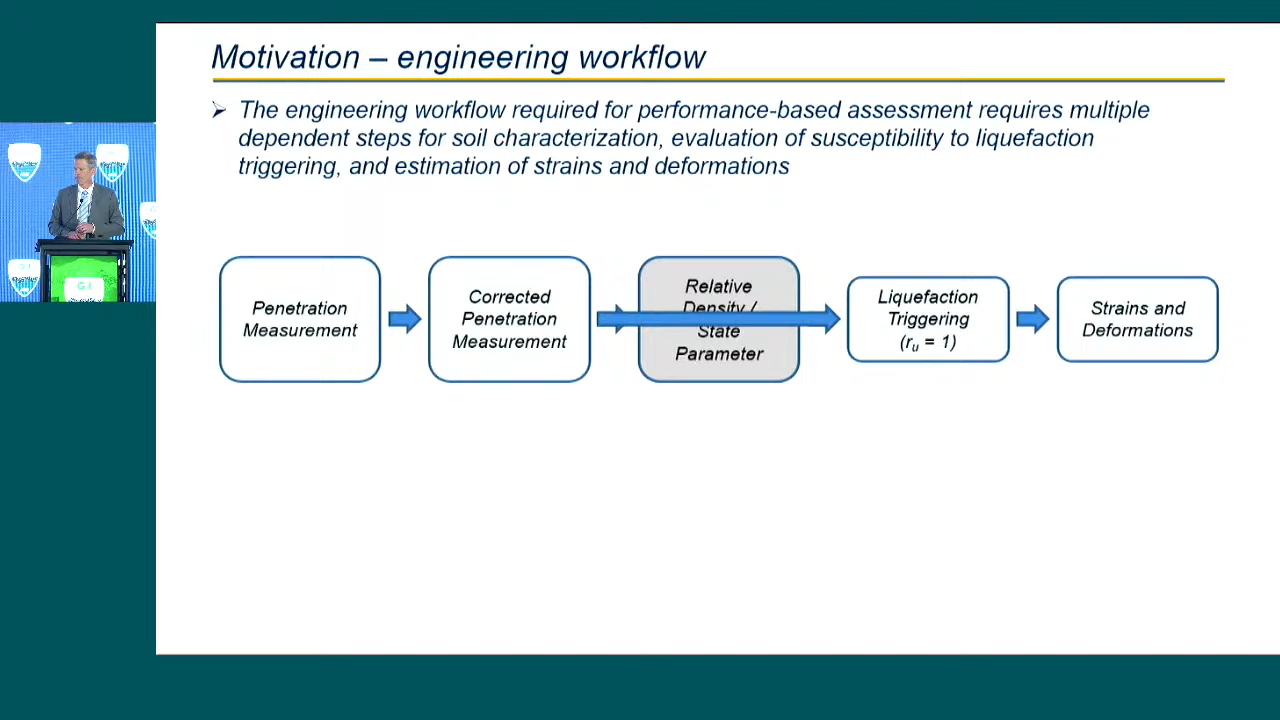 Motivation – engineering workflow
➢ The engineering workflow required for performance-based assessment requires multiple
dependent steps for soil characterization, evaluation of susceptibility to liquefaction
triggering, and estimation of strains and deformations
Penetration
Measurement
Corrected
Penetration
Measurement
Relative
Density /
State
Parameter
Liquefaction
Triggering
(ru = 1)
Strains and
Deformations